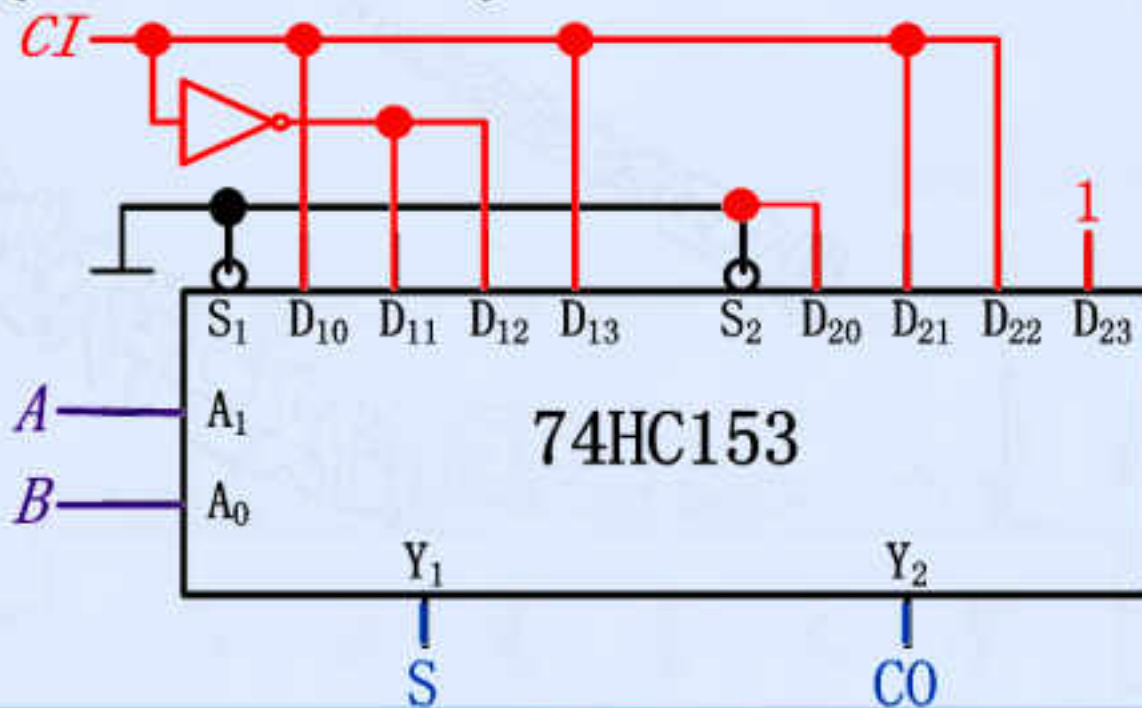 CI
1
S₁ D₁₀ D₁₁ D₁₂ D₁₃ S₂ D₂₀ D₂₁ D₂₂ D₂₃
A A₁
74HC153
B A₀
Y₁ Y₂
S CO